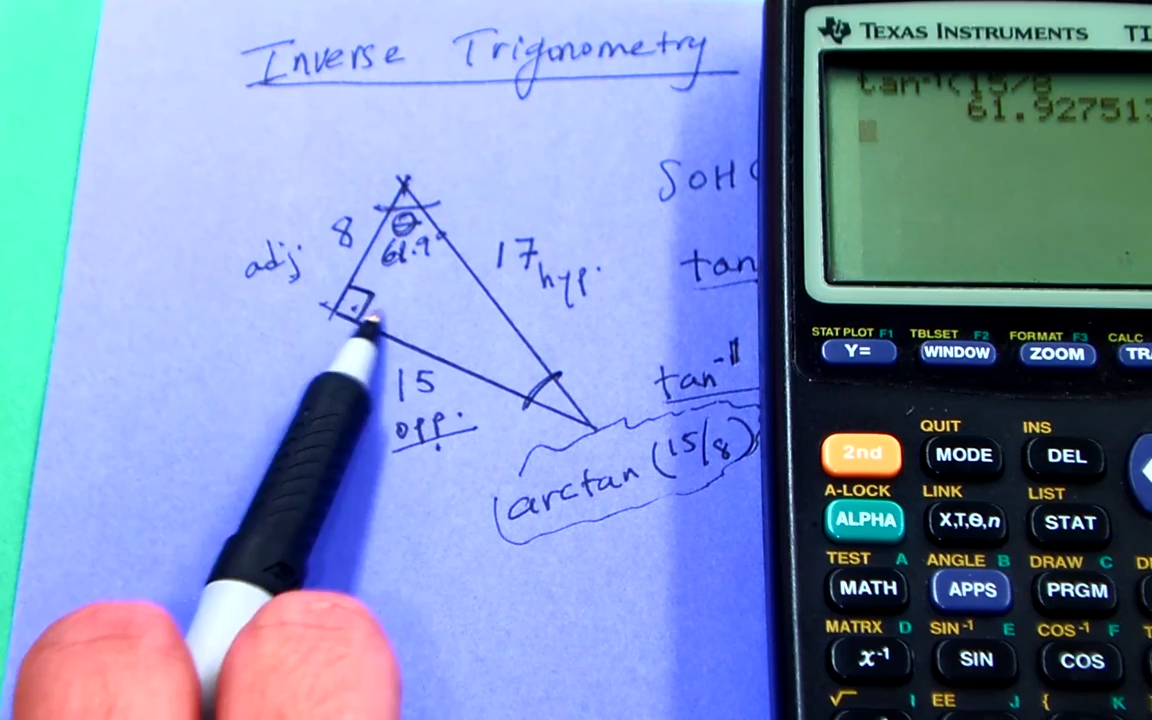 Inverse Trigonometry
8
θ
61.9°
adj
17
hyp.
15
opp.
SOH
tan
tan⁻¹
arctan (15/8)
TEXAS INSTRUMENTS TI
tan⁻¹(15/8
61.927513
STAT PLOT F1 TBLSET F2 FORMAT F3 CALC
Y= WINDOW ZOOM TR
QUIT INS
2nd MODE DEL
A-LOCK LINK LIST
ALPHA X,T,Θ,n STAT
TEST A ANGLE B DRAW C
MATH APPS PRGM
MATRX D SIN⁻¹ E COS⁻¹ F
x⁻¹ SIN COS
√ I EE J { K